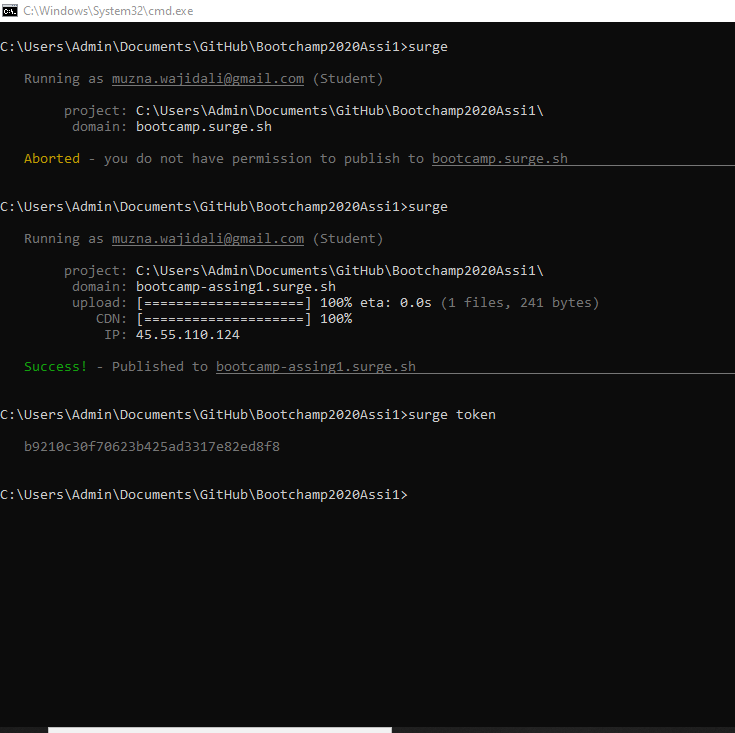 C:\Windows\System32\cmd.exe
C:\Users\Admin\Documents\GitHub\Bootchamp2020Assi1>surge
Running as muzna.wajidali@gmail.com (Student)
project: C:\Users\Admin\Documents\GitHub\Bootchamp2020Assi1\
domain: bootcamp.surge.sh
Aborted - you do not have permission to publish to bootcamp.surge.sh
C:\Users\Admin\Documents\GitHub\Bootchamp2020Assi1>surge
Running as muzna.wajidali@gmail.com (Student)
project: C:\Users\Admin\Documents\GitHub\Bootchamp2020Assi1\
domain: bootcamp-assing1.surge.sh
upload: [====================] 100% eta: 0.0s (1 files, 241 bytes)
CDN: [====================] 100%
IP: 45.55.110.124
Success! - Published to bootcamp-assing1.surge.sh
C:\Users\Admin\Documents\GitHub\Bootchamp2020Assi1>surge token
b9210c30f70623b425ad3317e82ed8f8
C:\Users\Admin\Documents\GitHub\Bootchamp2020Assi1>